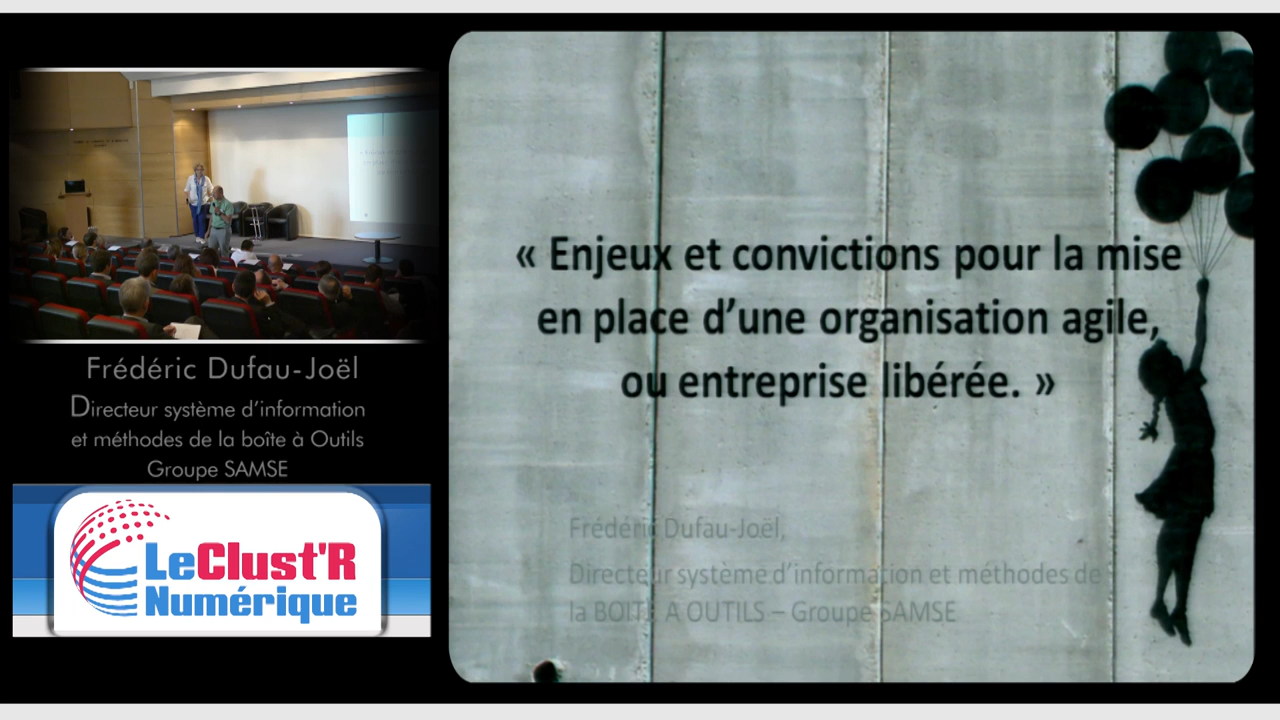 Frédéric Dufau-Joël
Directeur système d'information
et méthodes de la boîte à Outils
Groupe SAMSE
LeClust'R
Numérique
« Enjeux et convictions pour la mise
en place d'une organisation agile,
ou entreprise libérée. »
Frédéric Dufau-Joël,
Directeur système d'information et méthodes de
la BOITE A OUTILS – Groupe SAMSE